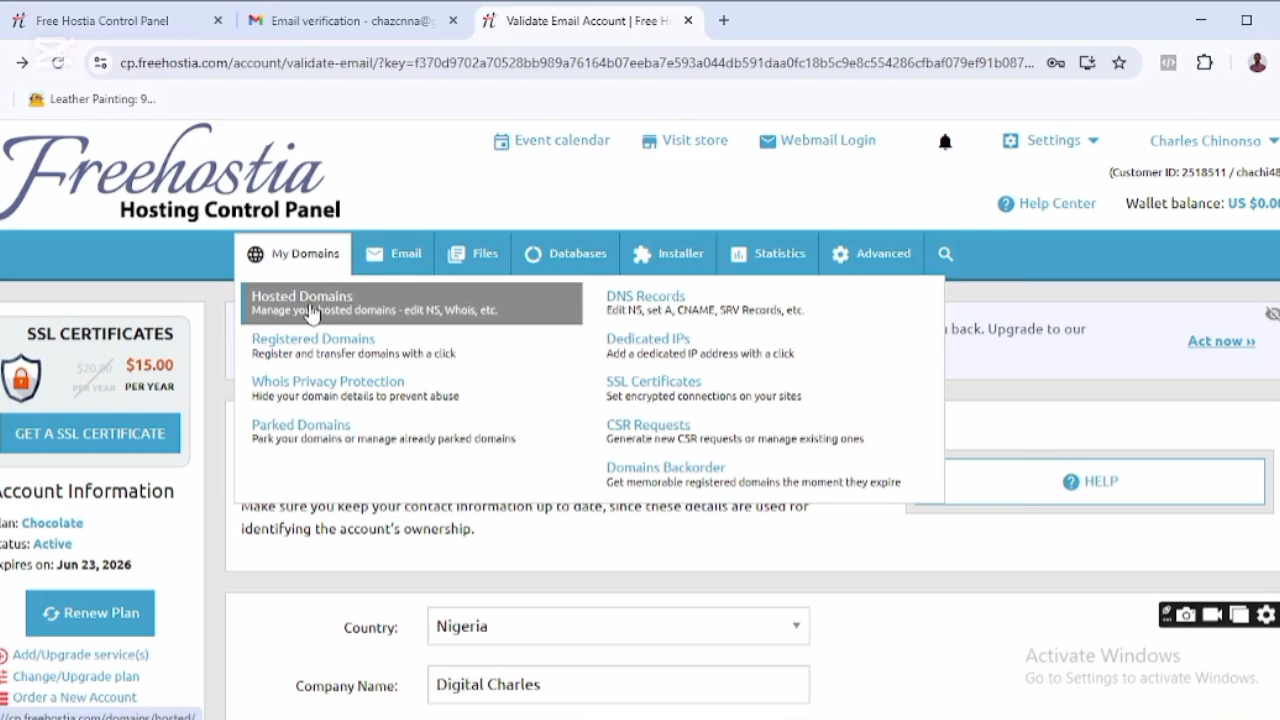 Free Hostia Control Panel
Email verification - chazcnna@g
Validate Email Account | Free H
cp.freehostia.com/account/validate-email/?key=f370d9702a70528bb989a76164b07eeba7e593a044db591daa0fc18b5c9e8c554286cfbaf079ef91b087...
Leather Painting: 9...
Freehostia
Hosting Control Panel
Event calendar
Visit store
Webmail Login
Settings
Charles Chinonso
(Customer ID: 2518511 / chachi48
Help Center
Wallet balance: US $0.00
My Domains
Email
Files
Databases
Installer
Statistics
Advanced
Hosted Domains
Manage your hosted domains - edit NS, Whois, etc.
Registered Domains
Register and transfer domains with a click
Whois Privacy Protection
Hide your domain details to prevent abuse
Parked Domains
Park your domains or manage already parked domains
DNS Records
Edit NS, set A, CNAME, SRV Records, etc.
Dedicated IPs
Add a dedicated IP address with a click
SSL Certificates
Set encrypted connections on your sites
CSR Requests
Generate new CSR requests or manage existing ones
Domains Backorder
Get memorable registered domains the moment they expire
back. Upgrade to our
Act now »
SSL CERTIFICATES
$20.00 $15.00
PER YEAR PER YEAR
GET A SSL CERTIFICATE
Account Information
lan: Chocolate
tatus: Active
xpires on: Jun 23, 2026
Renew Plan
Add/Upgrade service(s)
Change/Upgrade plan
Order a New Account
//cp.freehostia.com/domains/hosted/
HELP
Make sure you keep your contact information up to date, since these details are used for
identifying the account's ownership.
Country: Nigeria
Company Name: Digital Charles
Activate Windows
Go to Settings to activate Windows.